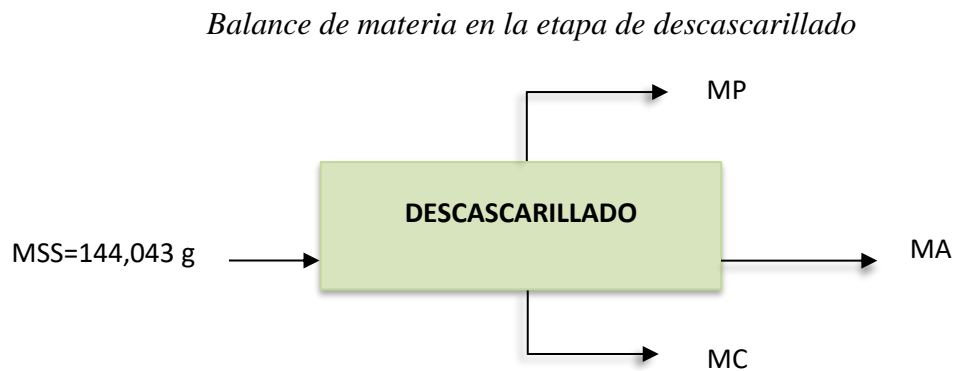 Balance de materia en la etapa de descascarillado
MP
DESCASCARILLADO
MSS=144,043 g
MA
MC